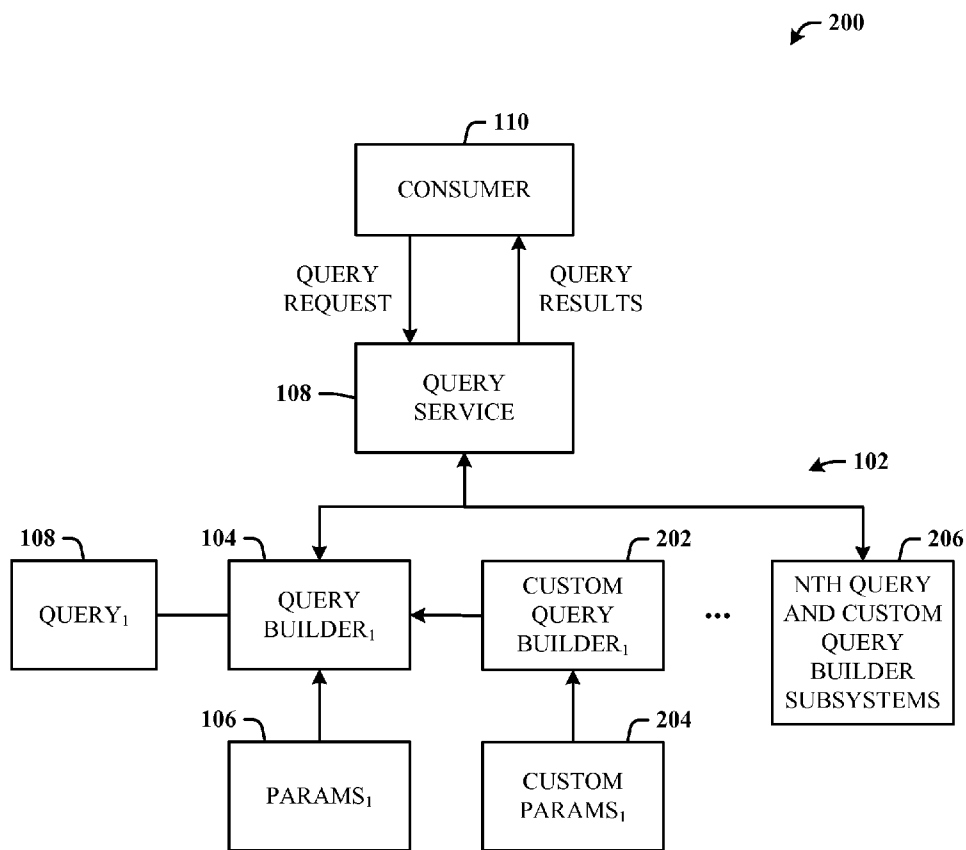 200
110
CONSUMER
QUERY
REQUEST
QUERY
RESULTS
108
QUERY
SERVICE
102
108
104
202
206
QUERY₁
QUERY
BUILDER₁
CUSTOM
QUERY
BUILDER₁
...
NTH QUERY
AND CUSTOM
QUERY
BUILDER
SUBSYSTEMS
106
204
PARAMS₁
CUSTOM
PARAMS₁